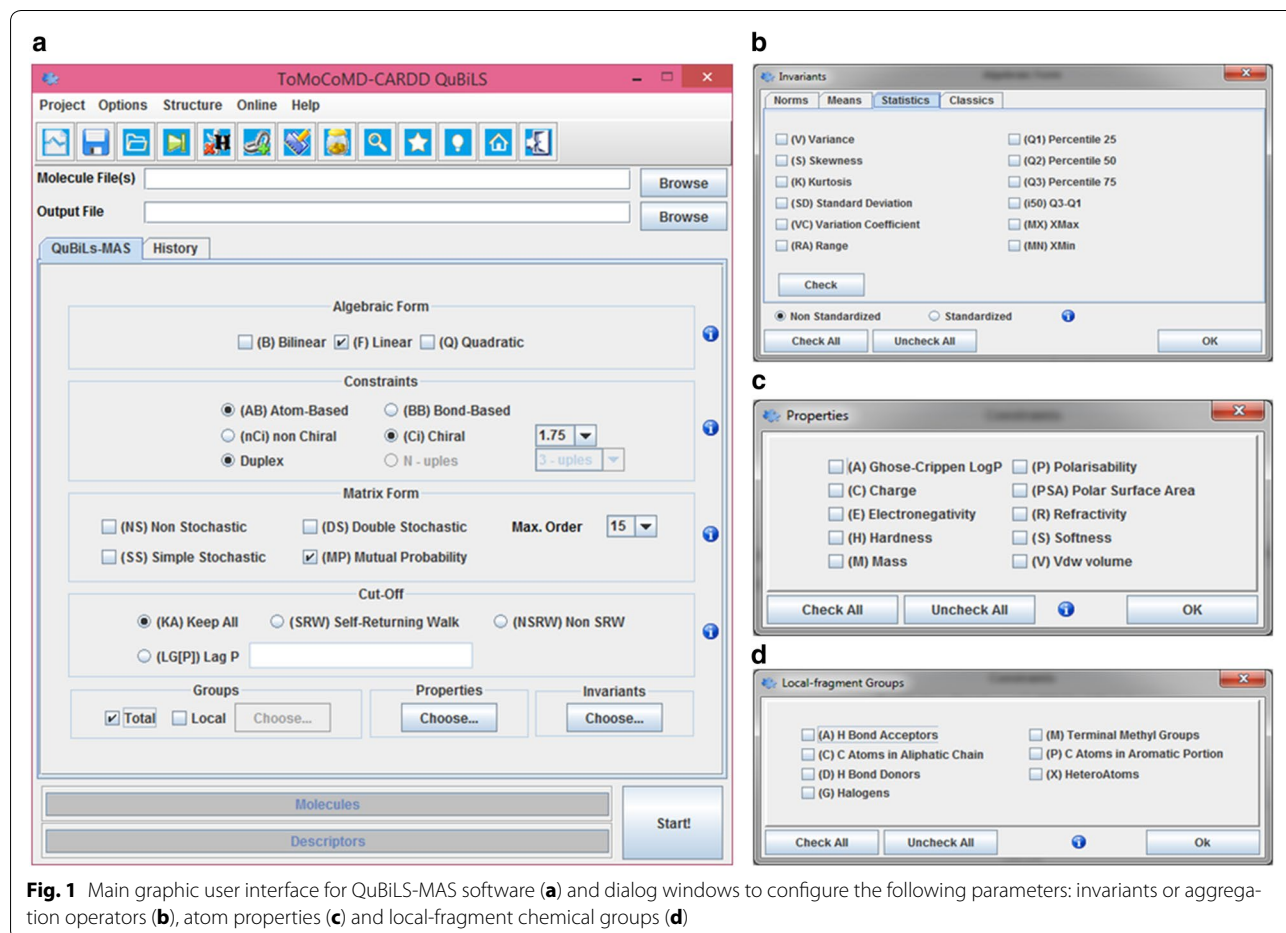 a
ToMoCoMD-CARDD QuBiLS
Project Options Structure Online Help
Molecule File(s) Browse
Output File Browse
QuBiLs-MAS History
Algebraic Form
(B) Bilinear (F) Linear (Q) Quadratic
Constraints
(AB) Atom-Based (BB) Bond-Based
(nCi) non Chiral (Ci) Chiral 1.75
Duplex N - uples 3 - uples
Matrix Form
(NS) Non Stochastic (DS) Double Stochastic Max. Order 15
(SS) Simple Stochastic (MP) Mutual Probability
Cut-Off
(KA) Keep All (SRW) Self-Returning Walk (NSRW) Non SRW
(LG[P]) Lag P
Groups Properties Invariants
Total Local Choose... Choose... Choose...
Molecules
Descriptors
Start!
b
Invariants
Norms Means Statistics Classics
(V) Variance (Q1) Percentile 25
(S) Skewness (Q2) Percentile 50
(K) Kurtosis (Q3) Percentile 75
(SD) Standard Deviation (i50) Q3-Q1
(VC) Variation Coefficient (MX) XMax
(RA) Range (MN) XMin
Check
Non Standardized Standardized
Check All Uncheck All OK
c
Properties
(A) Ghose-Crippen LogP (P) Polarisability
(C) Charge (PSA) Polar Surface Area
(E) Electronegativity (R) Refractivity
(H) Hardness (S) Softness
(M) Mass (V) Vdw volume
Check All Uncheck All OK
d
Local-fragment Groups
(A) H Bond Acceptors (M) Terminal Methyl Groups
(C) C Atoms in Aliphatic Chain (P) C Atoms in Aromatic Portion
(D) H Bond Donors (X) HeteroAtoms
(G) Halogens
Check All Uncheck All Ok
Fig. 1 Main graphic user interface for QuBiLS-MAS software (a) and dialog windows to configure the following parameters: invariants or aggrega-
tion operators (b), atom properties (c) and local-fragment chemical groups (d)